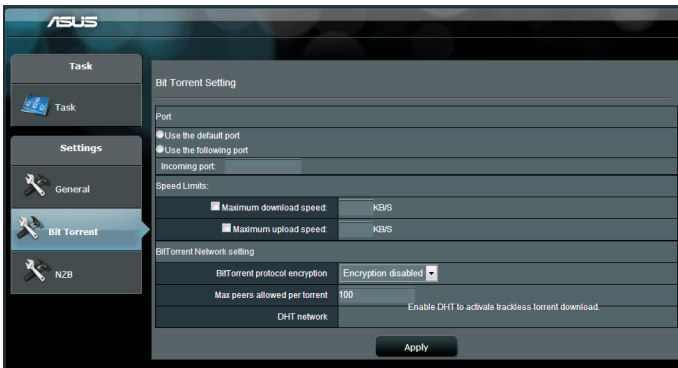 ASUS
Task
Task
Settings
General
Bit Torrent
NZB
Bit Torrent Setting
Port
Use the default port
Use the following port
Incoming port:
Speed Limits:
Maximum download speed: KB/S
Maximum upload speed: KB/S
BitTorrent Network setting
BitTorrent protocol encryption Encryption disabled
Max peers allowed per torrent 100
DHT network Enable DHT to activate trackless torrent download.
Apply